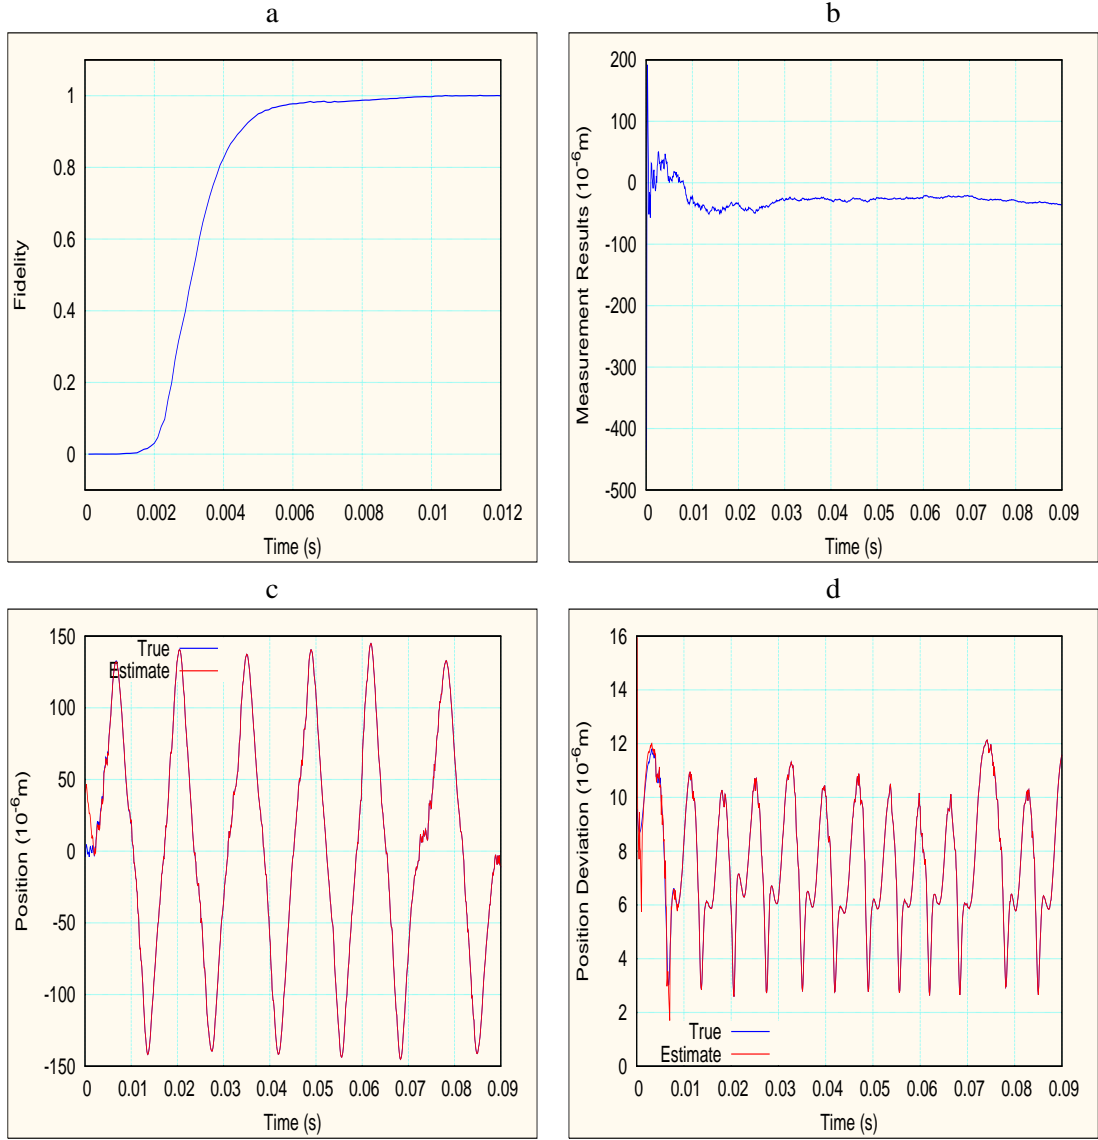 a
1
0.8
0.6
0.4
0.2
0
Fidelity
0 0.002 0.004 0.006 0.008 0.01 0.012
Time (s)
b
200
100
0
-100
-200
-300
-400
-500
Measurement Results (10⁻⁶m)
0 0.01 0.02 0.03 0.04 0.05 0.06 0.07 0.08 0.09
Time (s)
c
150
100
50
0
-50
-100
-150
Position (10⁻⁶m)
True
Estimate
0 0.01 0.02 0.03 0.04 0.05 0.06 0.07 0.08 0.09
Time (s)
d
16
14
12
10
8
6
4
2
0
Position Deviation (10⁻⁶m)
True
Estimate
0 0.01 0.02 0.03 0.04 0.05 0.06 0.07 0.08 0.09
Time (s)